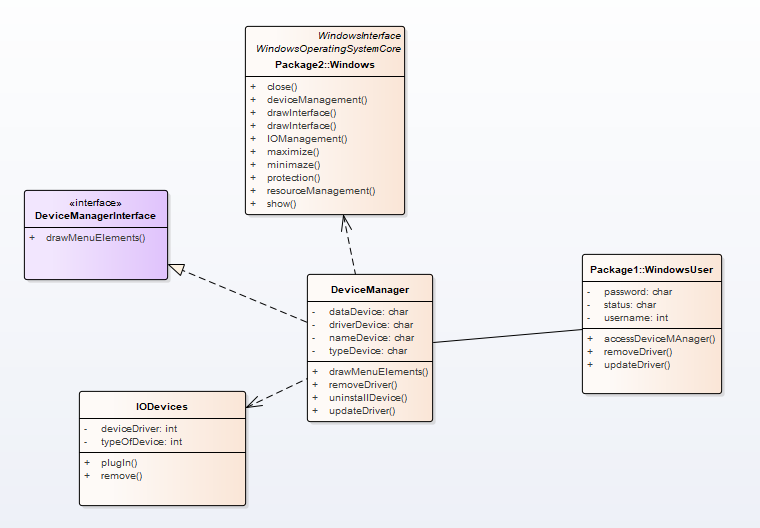 WindowsInterface
WindowsOperatingSystemCore
Package2::Windows
+ close()
+ deviceManagement()
+ drawInterface()
+ drawInterface()
+ IOManagement()
+ maximize()
+ minimaze()
+ protection()
+ resourceManagement()
+ show()
«interface»
DeviceManagerInterface
+ drawMenuElements()
DeviceManager
- dataDevice: char
- driverDevice: char
- nameDevice: char
- typeDevice: char
+ drawMenuElements()
+ removeDriver()
+ uninstallDevice()
+ updateDriver()
Package1::WindowsUser
- password: char
- status: char
- username: int
+ accessDeviceMAnager()
+ removeDriver()
+ updateDriver()
IODevices
- deviceDriver: int
- typeOfDevice: int
+ plugIn()
+ remove()